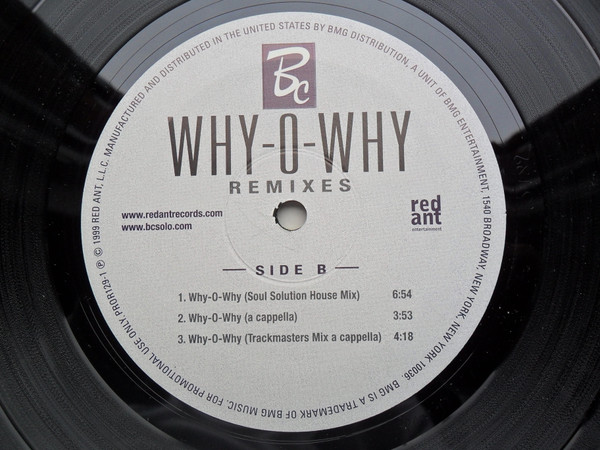 Bc
WHY-O-WHY
REMIXES
www.redantrecords.com
www.bcsolo.com
red
ant
entertainment
— SIDE B —
1. Why-O-Why (Soul Solution House Mix) 6:54
2. Why-O-Why (a cappella) 3:53
3. Why-O-Why (Trackmasters Mix a cappella) 4:18
℗ © 1999 RED ANT, L.L.C. MANUFACTURED AND DISTRIBUTED IN THE UNITED STATES BY BMG DISTRIBUTION, A UNIT OF BMG ENTERTAINMENT, 1540 BROADWAY, NEW YORK, NEW YORK 10036. BMG IS A TRADEMARK OF BMG MUSIC. FOR PROMOTIONAL USE ONLY PROR129-1